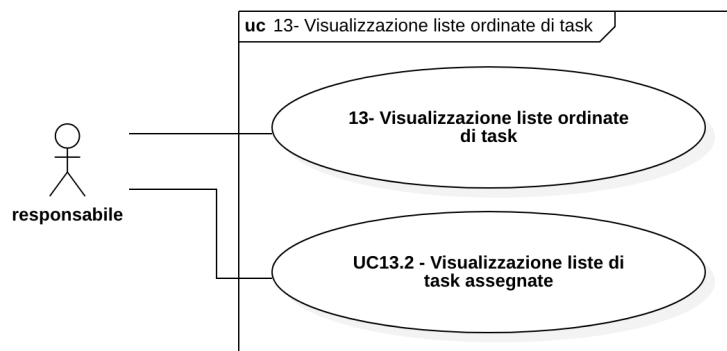 uc 13- Visualizzazione liste ordinate di task
13- Visualizzazione liste ordinate
di task
responsabile
UC13.2 - Visualizzazione liste di
task assegnate